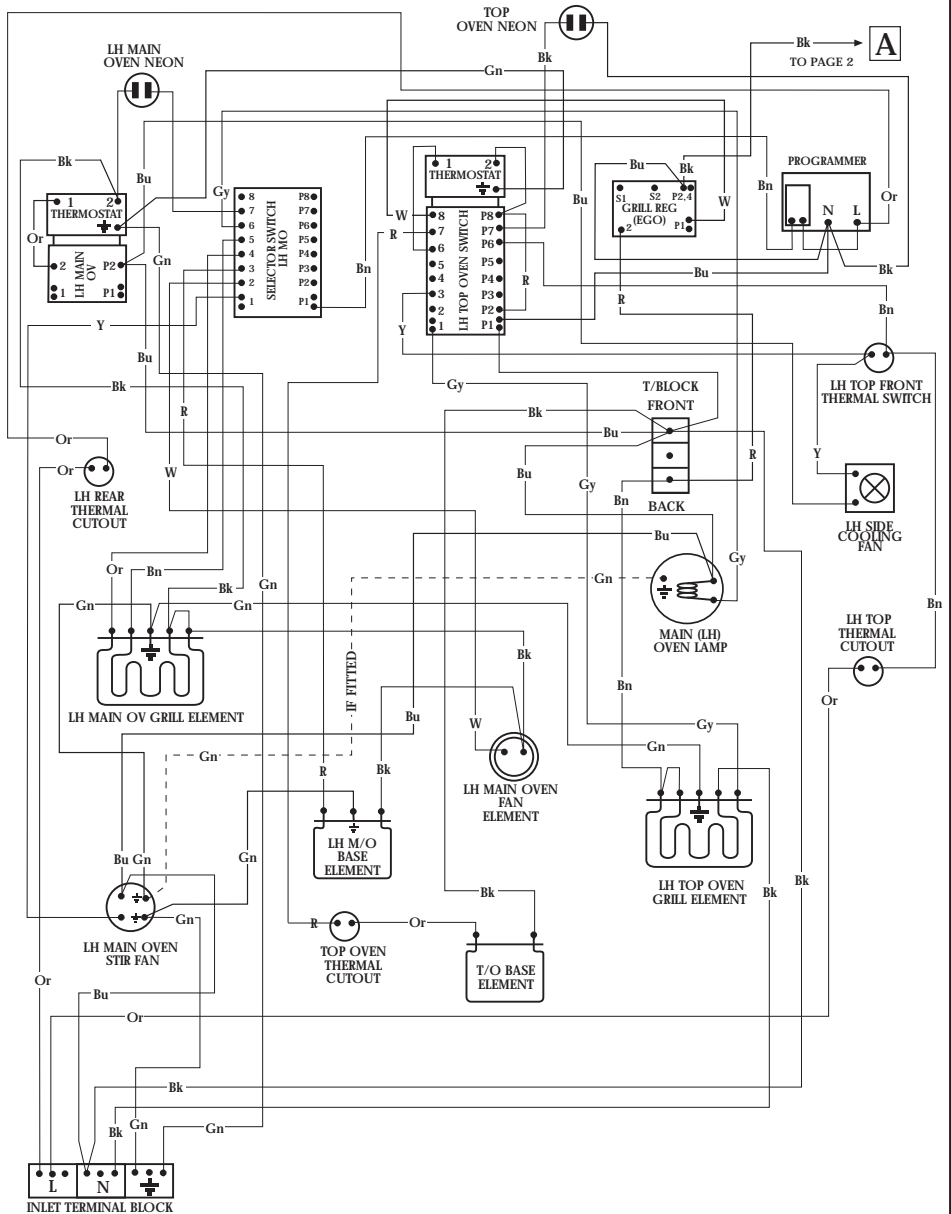 TOP
OVEN NEON
LH MAIN
OVEN NEON
Bk
A
TO PAGE 2
Bk
Gn
Bk
Bu
Gy
Bu
Bk
PROGRAMMER
1 2
THERMOSTAT
Or
2 P2
1 P1
LH MAIN
OV
Gn
8 P8
7 P7
6 P6
5 P5
4 P4
3 P3
2 P2
1 P1
SELECTOR SWITCH
LH MO
Bn
1 2
THERMOSTAT
W
R
8 P8
7 P7
6 P6
5 P5
4 P4
3 P3
2 P2
1 P1
LH TOP OVEN SWITCH
R
Y
Bu
S1 S2 P2,4
GRILL REG
(EGO)
2 P1
W
R
Bn
N L
Or
Bk
Bu
Bn
Y
Bu
Bk
R
Gy
T/BLOCK
FRONT
BACK
LH TOP FRONT
THERMAL SWITCH
Bk
Bu
Or
Or
LH REAR
THERMAL
CUTOUT
W
Bu
Gy
Bn
R
Y
LH SIDE
COOLING
FAN
Bu
Gy
Or
Bn
Bk
Gn
Gn
Gn
Gn
MAIN (LH)
OVEN LAMP
Bn
LH TOP
THERMAL
CUTOUT
Or
IF FITTED
Bk
Bn
LH MAIN OV GRILL ELEMENT
Bu
W
Gy
Gn
Gn
R
Bk
LH MAIN OVEN
FAN
ELEMENT
LH M/O
BASE
ELEMENT
Bu Gn
Gn
LH TOP OVEN
GRILL ELEMENT
Bk
Bk
Bk
Gn
LH MAIN OVEN
STIR FAN
R
Or
TOP OVEN
THERMAL
CUTOUT
T/O BASE
ELEMENT
Or
Bu
Or
Bk
Bk
Gn
Gn
L N
INLET TERMINAL BLOCK